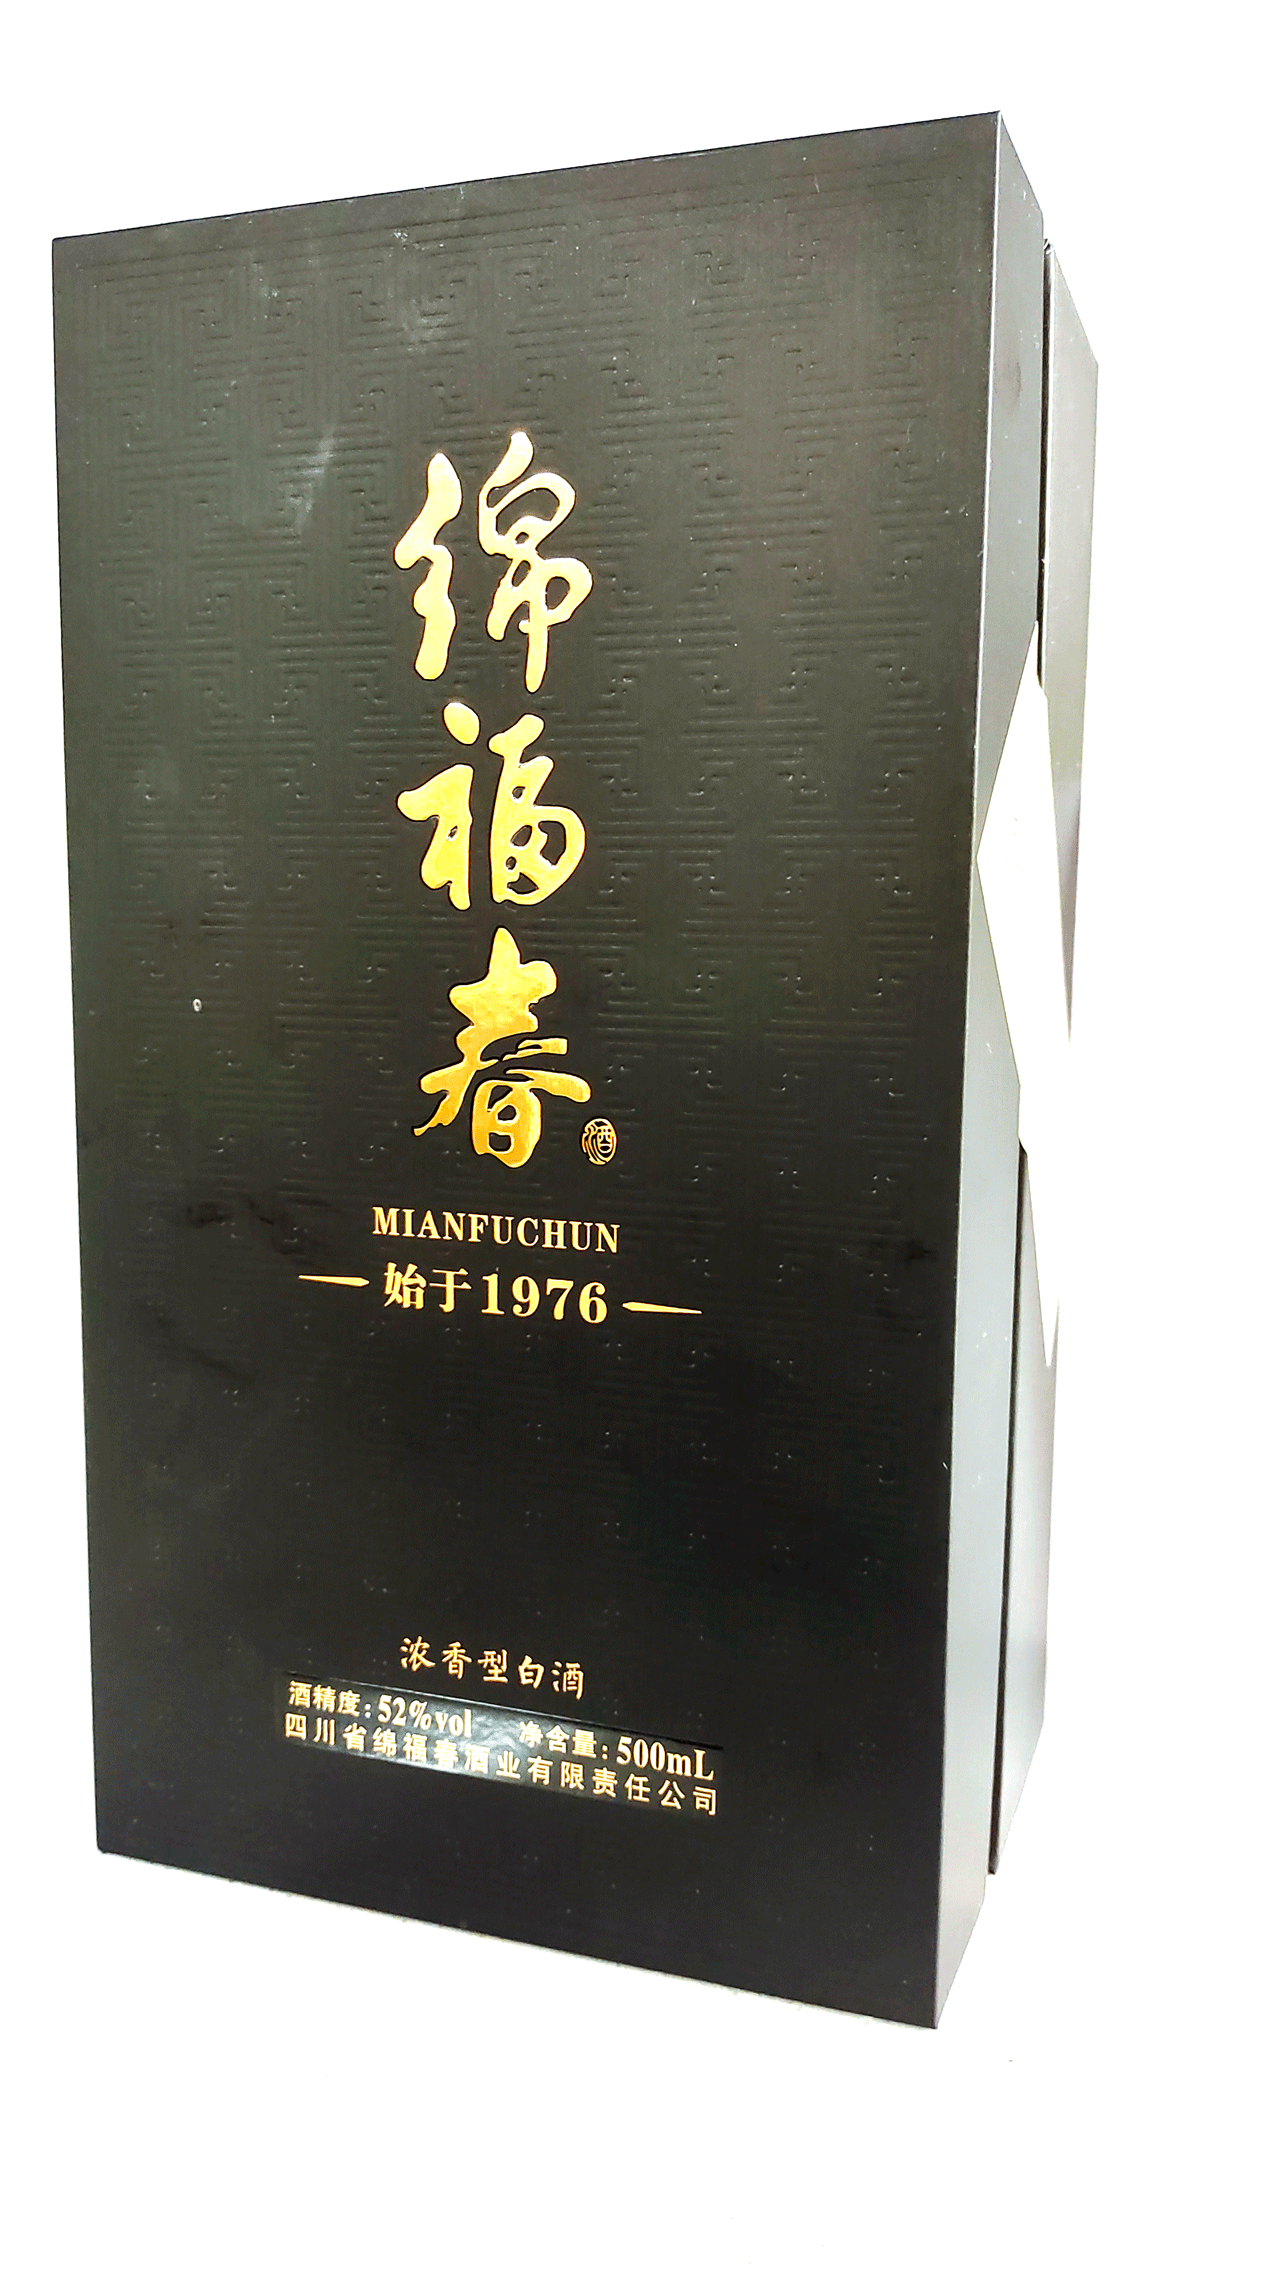 绵福春
酒
MIANFUCHUN
始于1976
浓香型白酒
酒精度:52%vol 净含量:500mL
四川省绵福春酒业有限责任公司